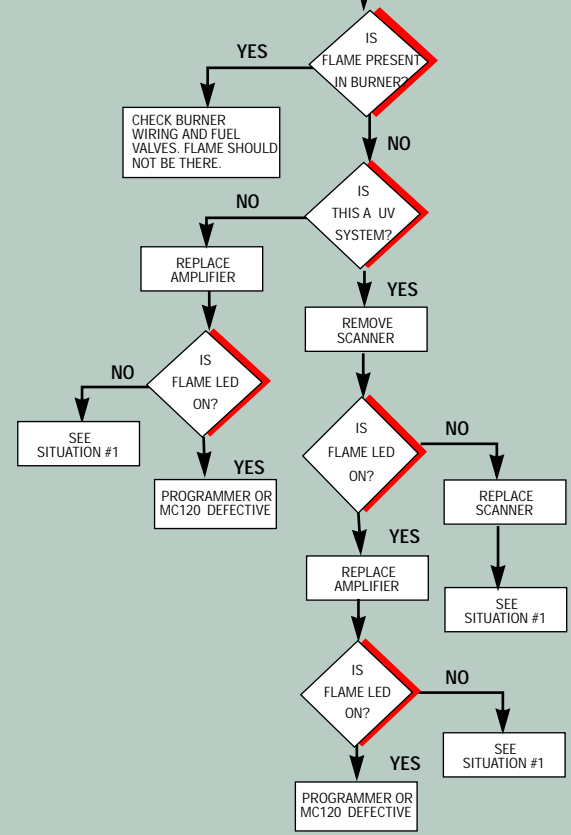 IS
FLAME PRESENT
IN BURNER?
YES
CHECK BURNER
WIRING AND FUEL
VALVES. FLAME SHOULD
NOT BE THERE.
NO
IS
THIS A UV
SYSTEM?
NO
REPLACE
AMPLIFIER
IS
FLAME LED
ON?
NO
SEE
SITUATION #1
YES
PROGRAMMER OR
MC120 DEFECTIVE
YES
REMOVE
SCANNER
IS
FLAME LED
ON?
NO
REPLACE
SCANNER
SEE
SITUATION #1
YES
REPLACE
AMPLIFIER
IS
FLAME LED
ON?
NO
SEE
SITUATION #1
YES
PROGRAMMER OR
MC120 DEFECTIVE